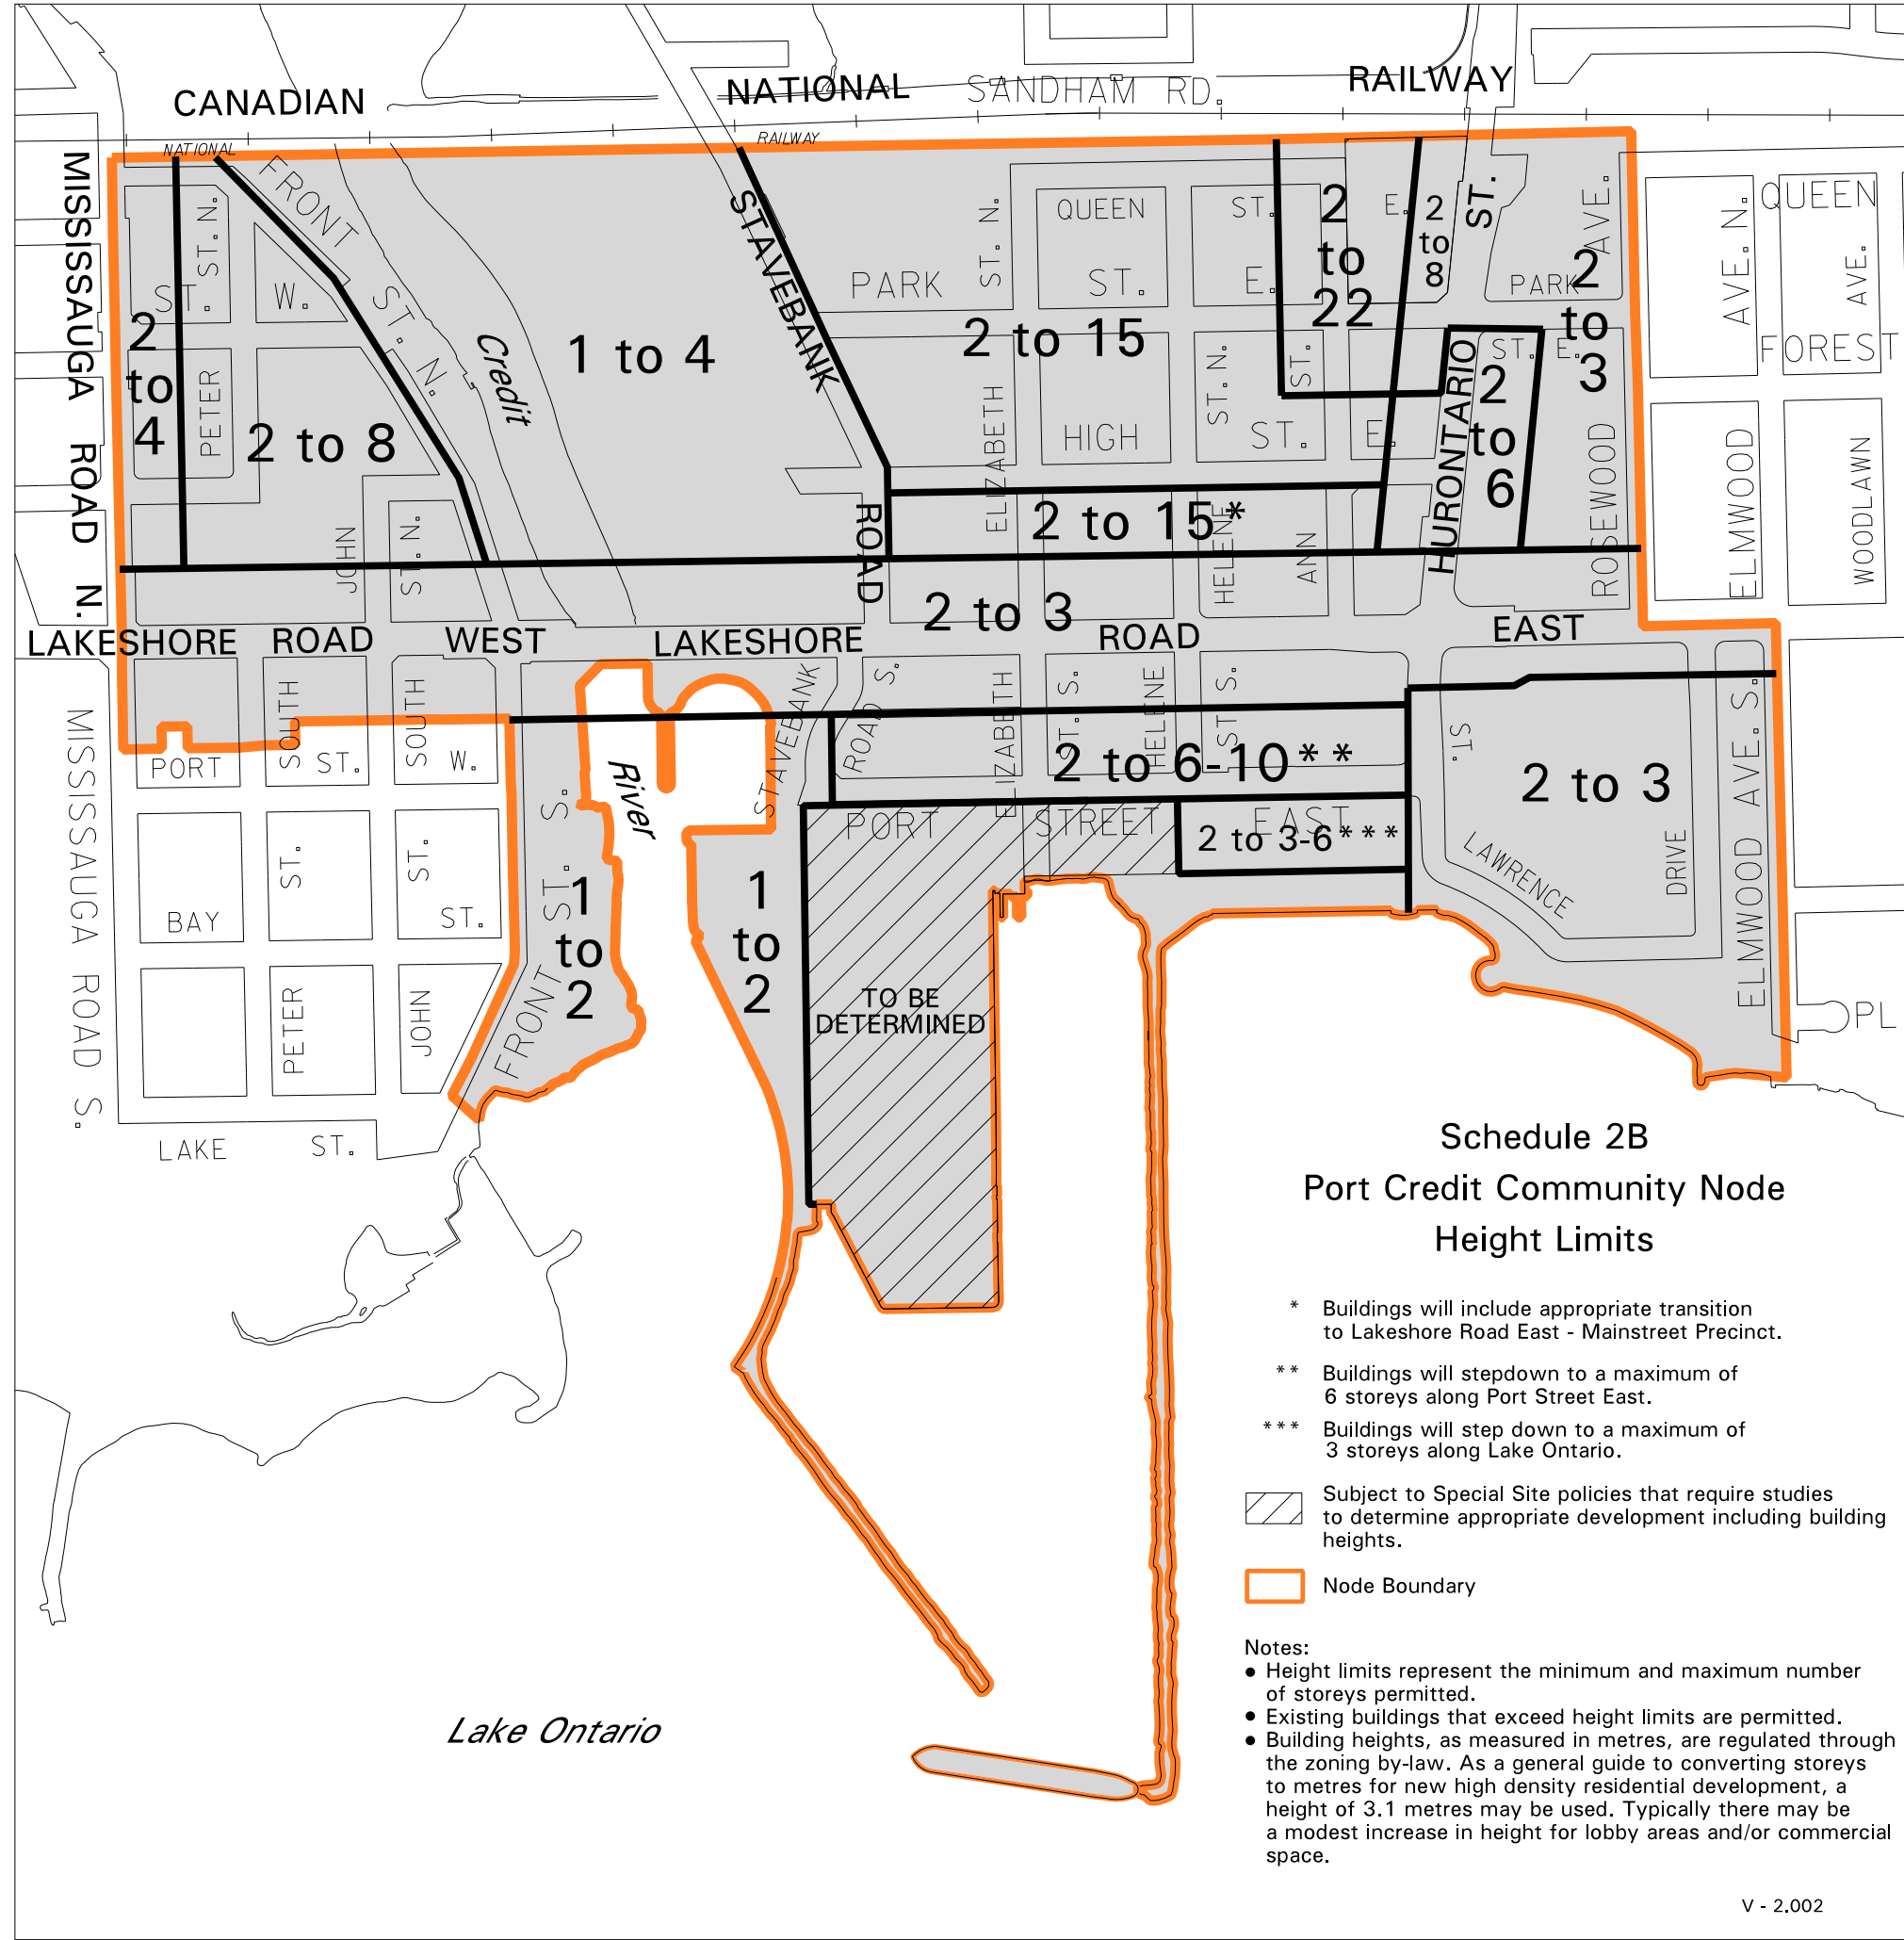 CANADIAN NATIONAL RAILWAY
SANDHAM RD.
NATIONAL
RAILWAY
MISSISSAUGA ROAD N.
FRONT ST. N.
STAVEBANK ROAD
Credit
ST. N.
PETER
ST. W.
JOHN
ST. N.
2
to
4
2 to 8
1 to 4
PARK ST. E.
QUEEN ST. E.
ST. N.
ELIZABETH
2 to 15
HIGH ST. E.
ST. N.
HELENE
ST.
ANN
2
to
22
2
to
8
ST.
HURONTARIO
PARK
ST. E.
AVE.
ROSEWOOD
2
to
3
2
to
6
AVE. N.
ELMWOOD
QUEEN
AVE.
WOODLAWN
FOREST
2 to 15*
2 to 3
LAKESHORE ROAD WEST
LAKESHORE ROAD EAST
MISSISSAUGA ROAD S.
SOUTH
SOUTH
PORT ST. W.
ST.
PETER
ST.
JOHN
BAY ST.
LAKE ST.
FRONT ST. S.
River
STAVEBANK
ROAD S.
ELIZABETH
ST. S.
HELENE
ST S.
2 to 6-10**
PORT STREET EAST
2 to 3-6***
ST.
LAWRENCE
DRIVE
2 to 3
ELMWOOD AVE. S.
PL
1
to
2
1
to
2
TO BE
DETERMINED
Lake Ontario
Schedule 2B
Port Credit Community Node
Height Limits
* Buildings will include appropriate transition
to Lakeshore Road East - Mainstreet Precinct.
** Buildings will stepdown to a maximum of
6 storeys along Port Street East.
*** Buildings will step down to a maximum of
3 storeys along Lake Ontario.
Subject to Special Site policies that require studies
to determine appropriate development including building
heights.
Node Boundary
Notes:
● Height limits represent the minimum and maximum number
of storeys permitted.
● Existing buildings that exceed height limits are permitted.
● Building heights, as measured in metres, are regulated through
the zoning by-law. As a general guide to converting storeys
to metres for new high density residential development, a
height of 3.1 metres may be used. Typically there may be
a modest increase in height for lobby areas and/or commercial
space.
V - 2.002